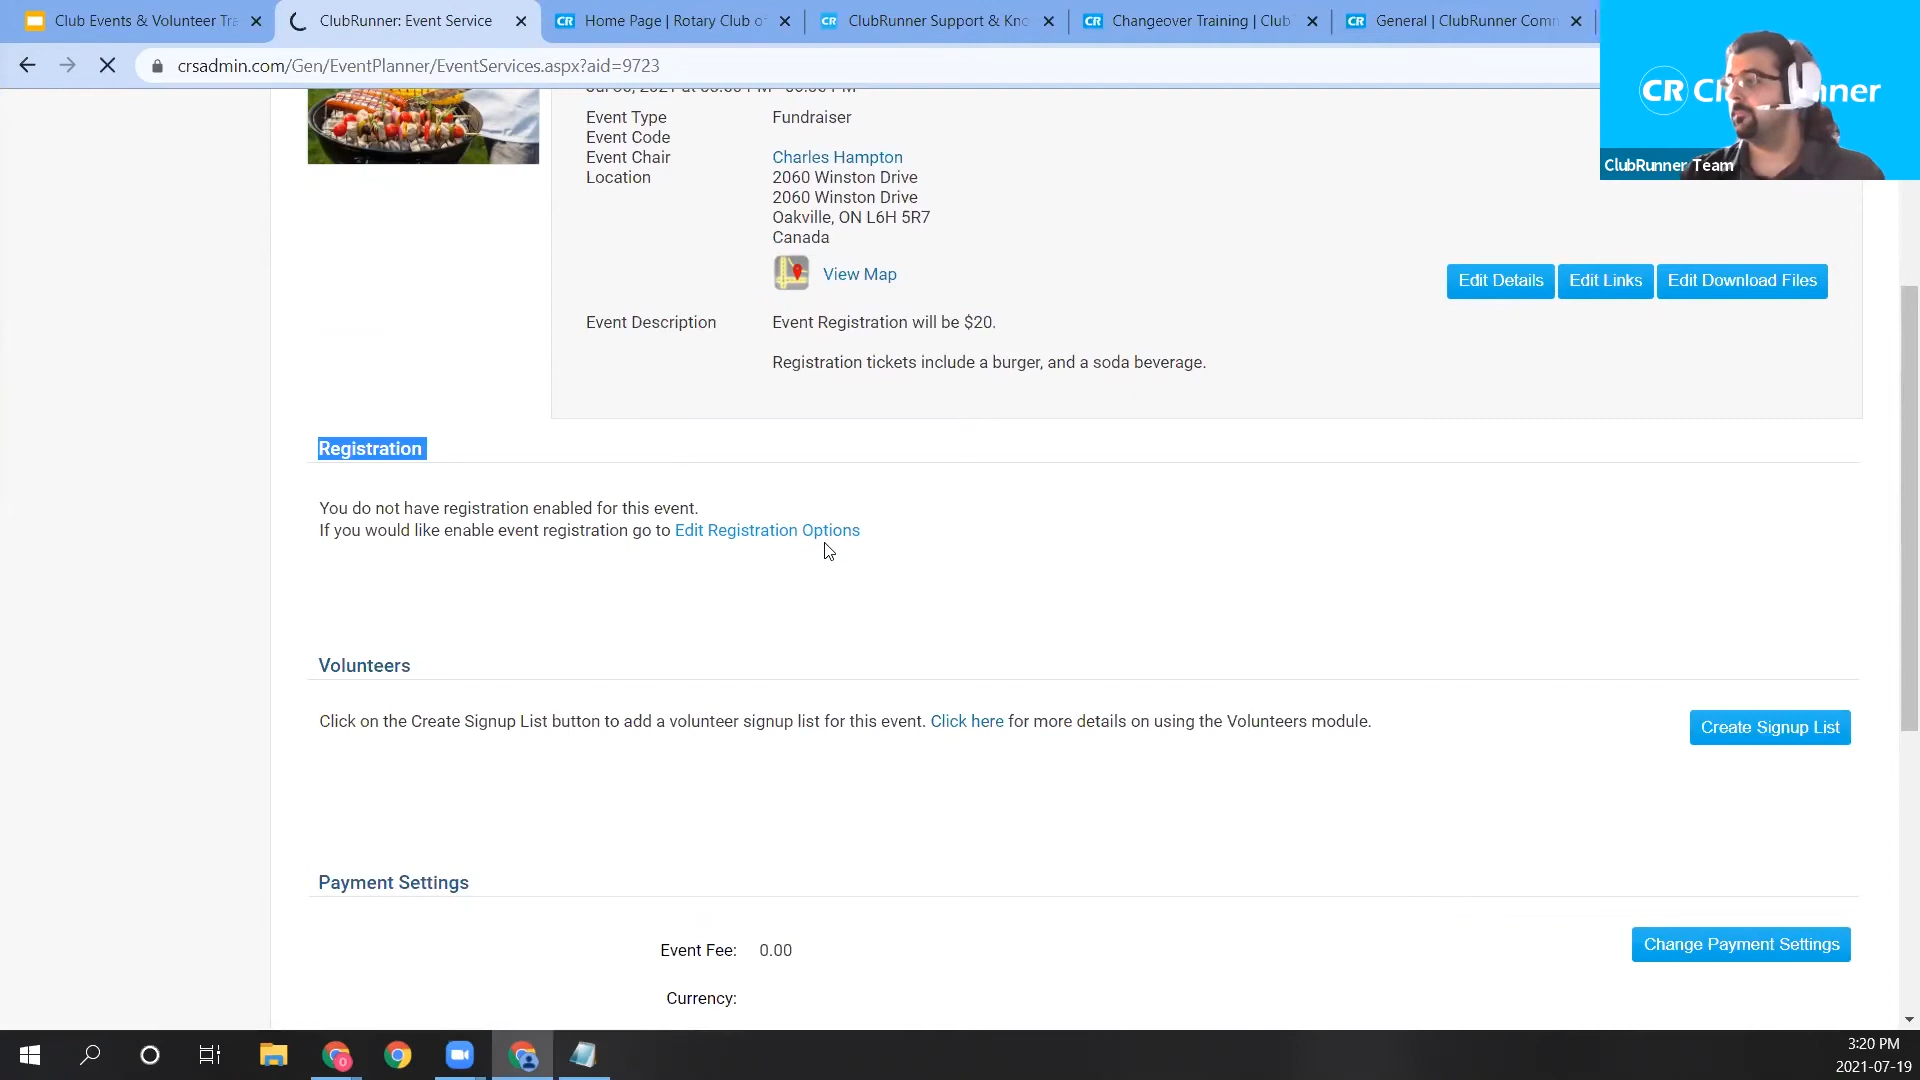 Club Events & Volunteer Tra
ClubRunner: Event Service
CR Home Page | Rotary Club o
CR ClubRunner Support & Kno
CR Changeover Training | Club
CR General | ClubRunner Com
crsadmin.com/Gen/EventPlanner/EventServices.aspx?aid=9723
CR
ClubRunner Team
Event Type Fundraiser
Event Code
Event Chair Charles Hampton
Location 2060 Winston Drive
2060 Winston Drive
Oakville, ON L6H 5R7
Canada
View Map
Edit Details Edit Links Edit Download Files
Event Description Event Registration will be $20.
Registration tickets include a burger, and a soda beverage.
Registration
You do not have registration enabled for this event.
If you would like enable event registration go to Edit Registration Options
Volunteers
Click on the Create Signup List button to add a volunteer signup list for this event. Click here for more details on using the Volunteers module.
Create Signup List
Payment Settings
Event Fee: 0.00
Change Payment Settings
Currency:
3:20 PM
2021-07-19